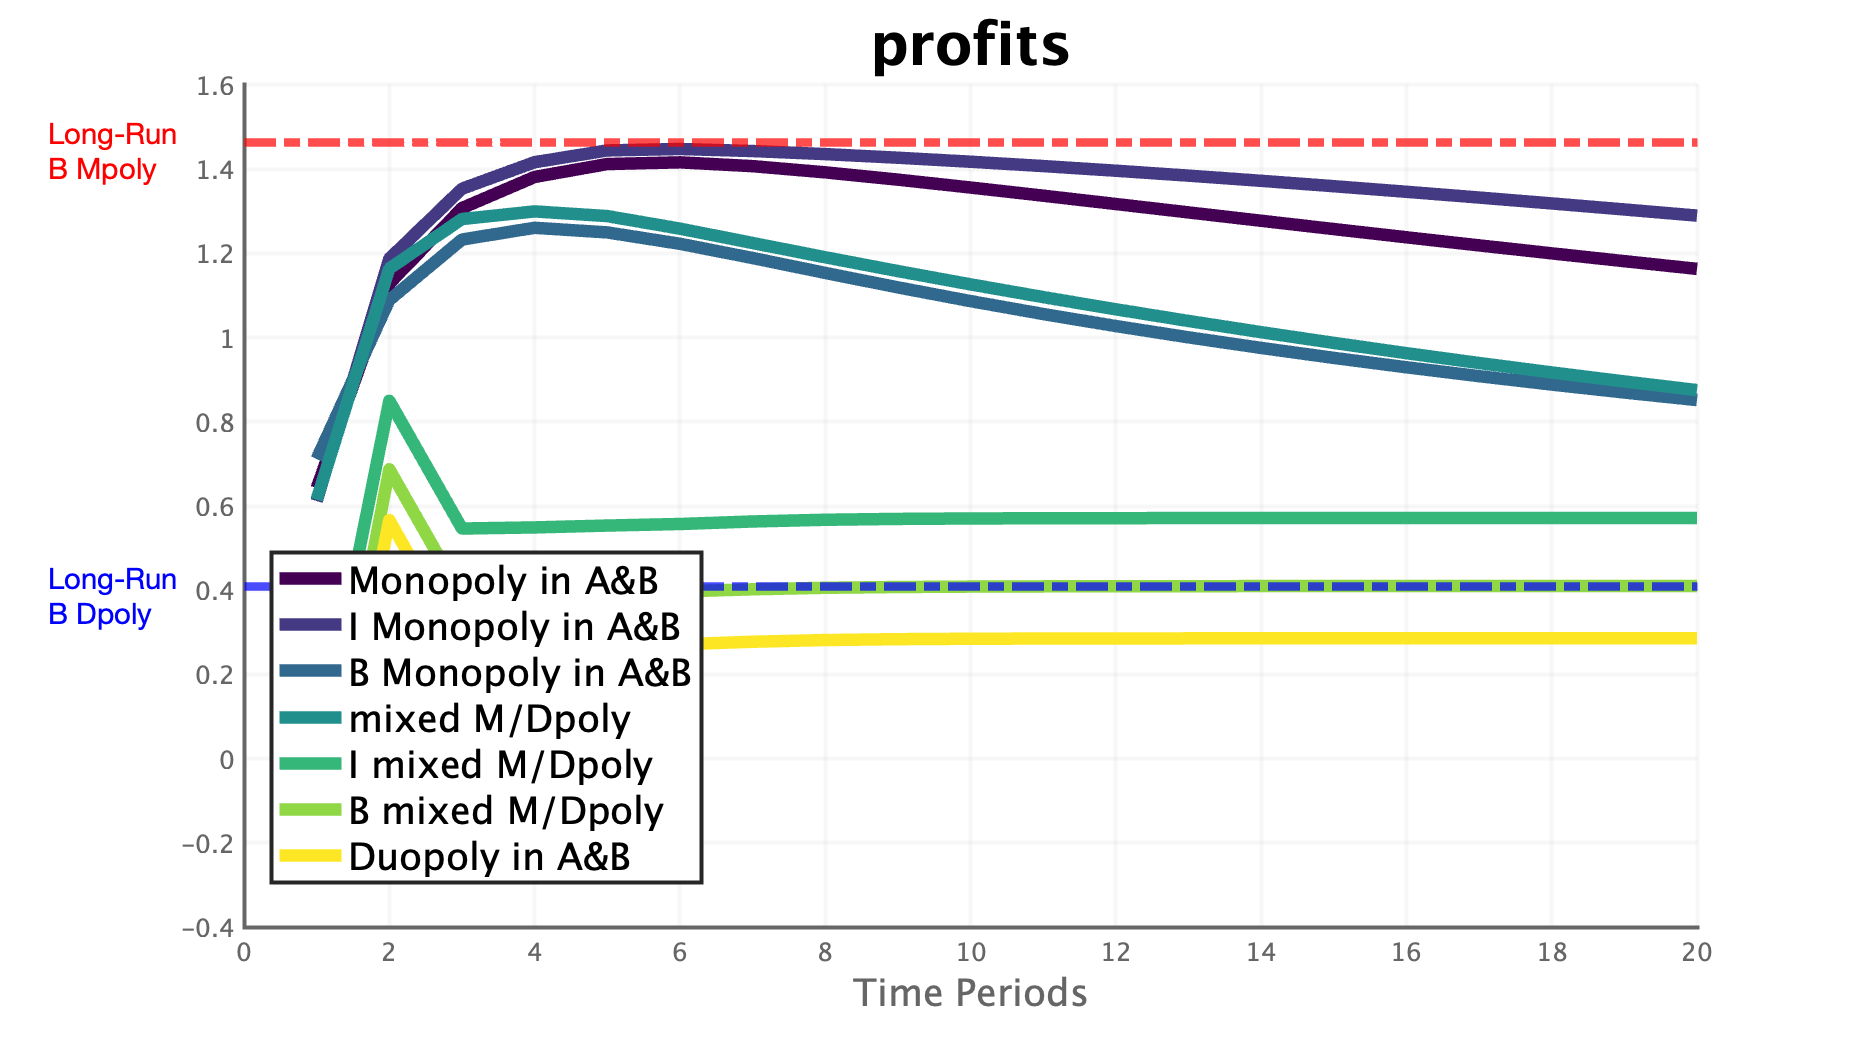 profits
1.6
Long-Run
B Mpoly
1.4
1.2
1
0.8
0.6
Long-Run
B Dpoly
0.4
0.2
0
−0.2
−0.4
Monopoly in A&B
I Monopoly in A&B
B Monopoly in A&B
mixed M/Dpoly
I mixed M/Dpoly
B mixed M/Dpoly
Duopoly in A&B
0 2 4 6 8 10 12 14 16 18 20
Time Periods